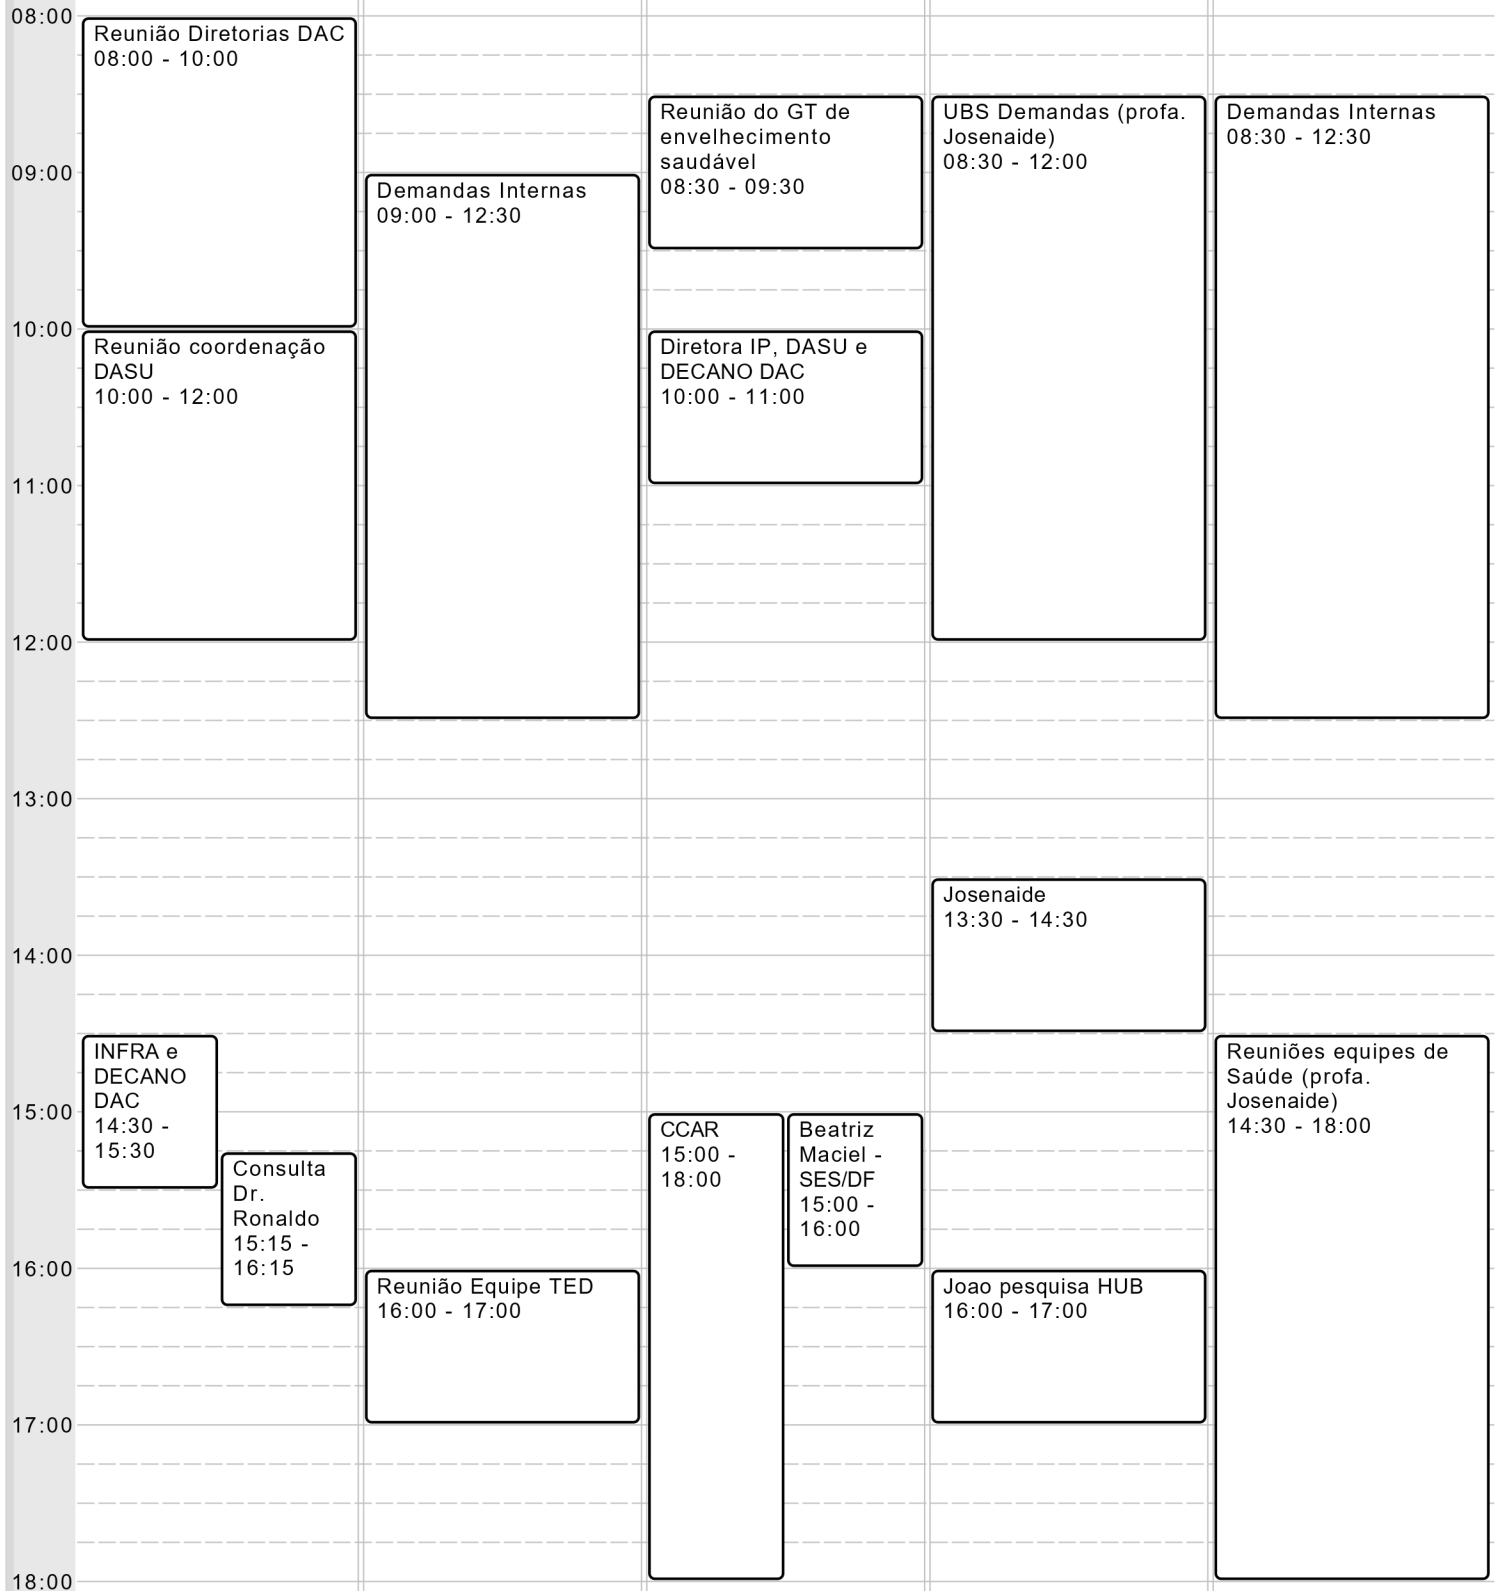 08:00
09:00
10:00
11:00
12:00
13:00
14:00
15:00
16:00
17:00
18:00
Reunião Diretorias DAC
08:00 - 10:00
Reunião coordenação
DASU
10:00 - 12:00
INFRA e
DECANO
DAC
14:30 -
15:30
Consulta
Dr.
Ronaldo
15:15 -
16:15
Demandas Internas
09:00 - 12:30
Reunião Equipe TED
16:00 - 17:00
Reunião do GT de
envelhecimento
saudável
08:30 - 09:30
Diretora IP, DASU e
DECANO DAC
10:00 - 11:00
CCAR
15:00 -
18:00
Beatriz
Maciel -
SES/DF
15:00 -
16:00
UBS Demandas (profa.
Josenaide)
08:30 - 12:00
Josenaide
13:30 - 14:30
Joao pesquisa HUB
16:00 - 17:00
Demandas Internas
08:30 - 12:30
Reuniões equipes de
Saúde (profa.
Josenaide)
14:30 - 18:00